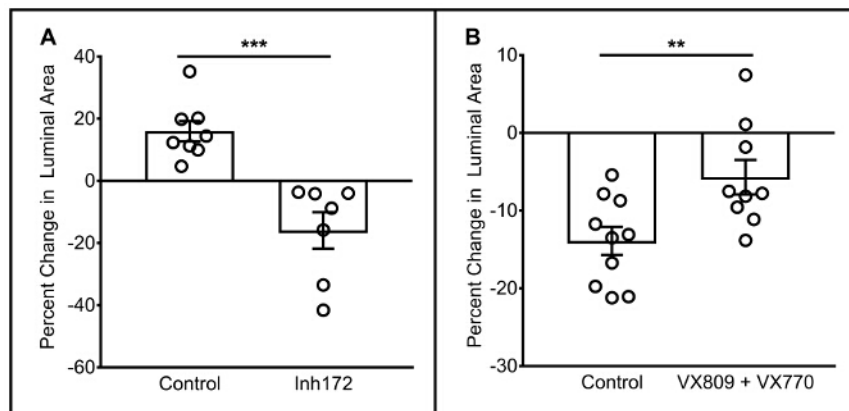 A
***
Percent Change in Luminal Area
40
20
0
-20
-40
-60
Control
Inh172
B
**
Percent Change in Luminal Area
10
0
-10
-20
-30
Control
VX809 + VX770